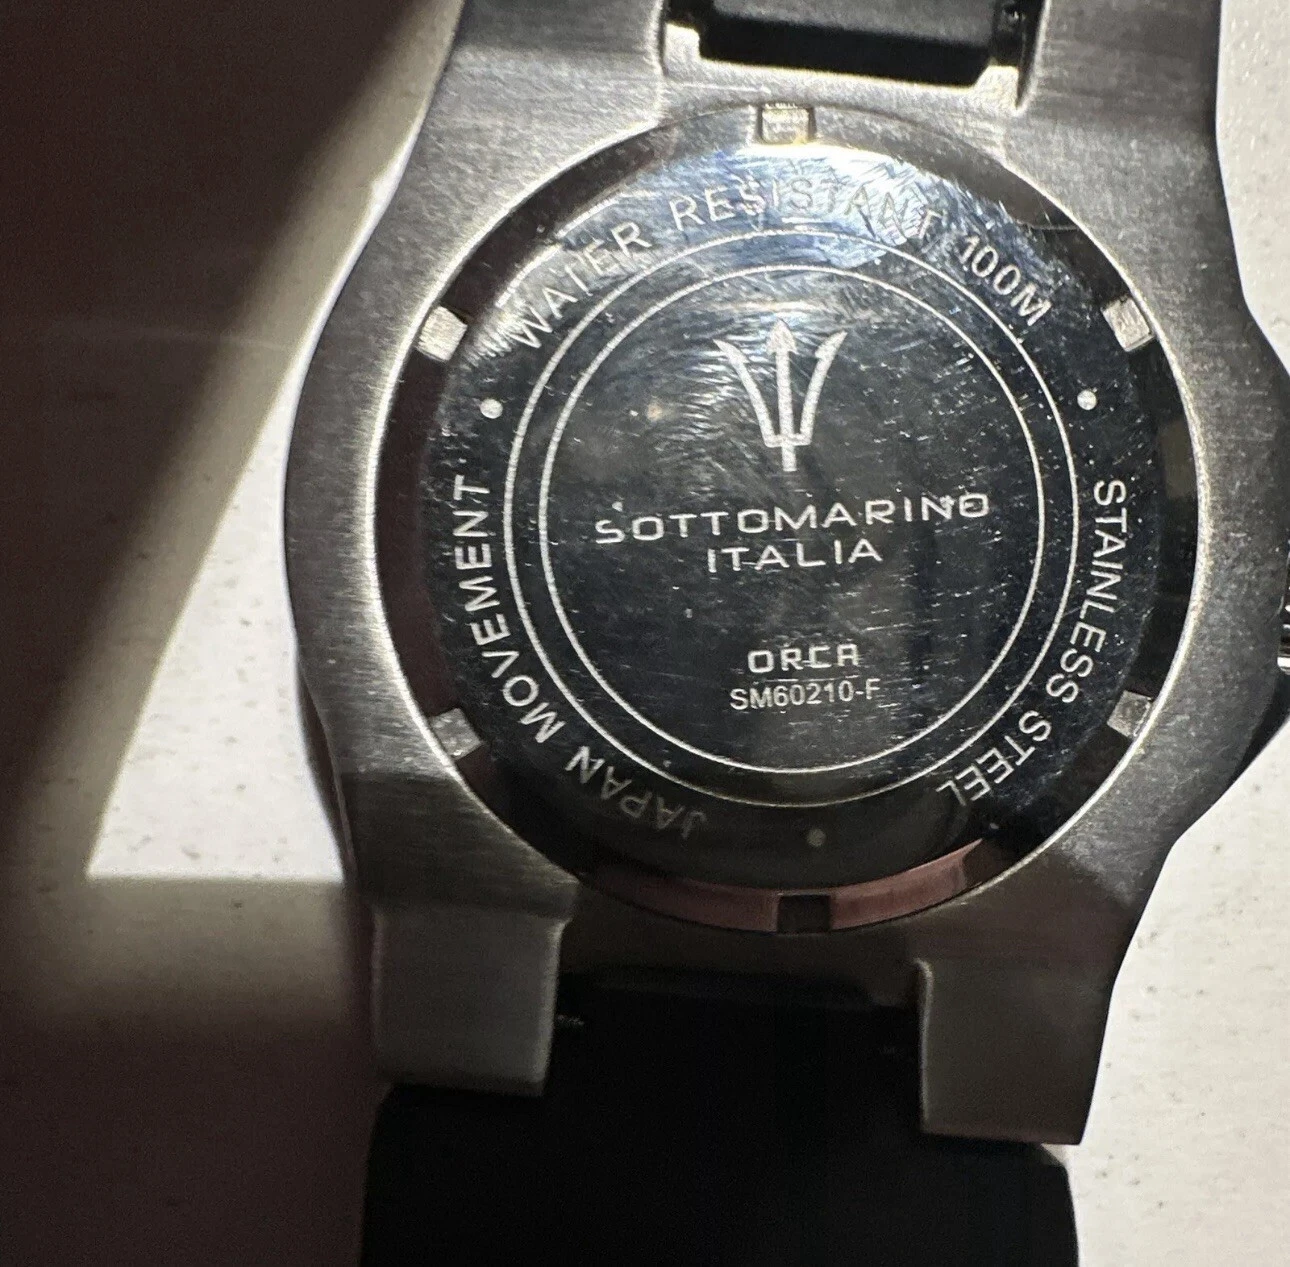 WATER RESISTANT 100M
STAINLESS STEEL
JAPAN MOVEMENT
SOTTOMARINO
ITALIA
ORCA
SM60210-F